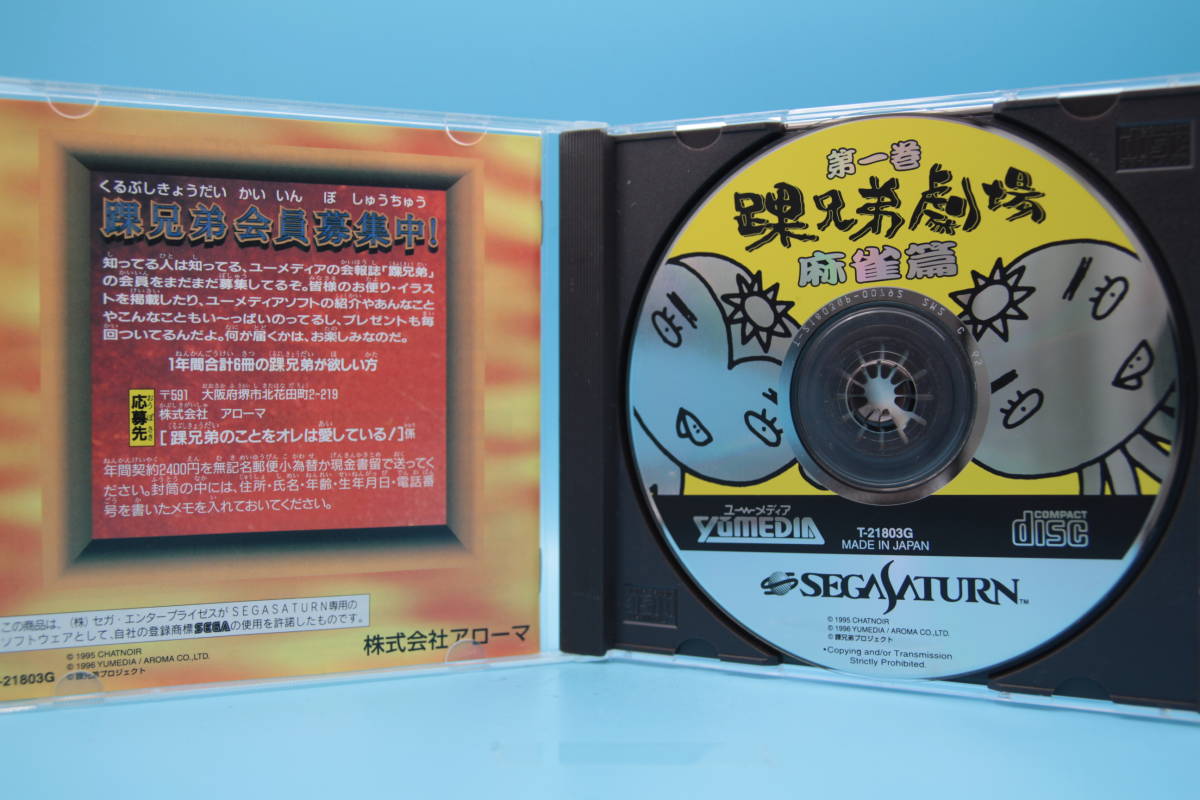 くるぶしきょうだい かい いん ぼ しゅうちゅう
踝兄弟会員募集中!
知ってる人は知ってる、ユーメディアの会報誌「踝兄弟」
の会員をまだまだ募集してるぞ。皆様のお便り・イラス
トを掲載したり、ユーメディアソフトの紹介やあんなこと
やこんなこともい〜っぱいのってるし、プレゼントも毎
回ついてるんだよ。何が届くかは、お楽しみなのだ。
1年間合計6冊の踝兄弟が欲しい方
応募先
〒591 大阪府堺市北花田町2-219
株式会社 アローマ
[踝兄弟のことをオレは愛している!]係
年間契約2400円を無記名郵便小為替か現金書留で送ってく
ださい。封筒の中には、住所・氏名・年齢・生年月日・電話番
号を書いたメモを入れておいてください。
この商品は、(株)セガ・エンタープライゼスがSEGASATURN専用の
ソフトウェアとして、自社の登録商標SEGAの使用を許諾したものです。
株式会社アローマ
© 1995 CHATNOIR
© 1996 YUMEDIA / AROMA CO.,LTD.
© 踝兄弟プロジェクト
-21803G
第一巻
踝兄弟劇場
麻雀篇
ユーメディア
YUMEDIA
T-21803G
MADE IN JAPAN
COMPACT
disc
SEGA SATURN™
© 1995 CHATNOIR
© 1996 YUMEDIA / AROMA CO.,LTD.
© 踝兄弟プロジェクト
•Copying and/or Transmission
Strictly Prohibited.